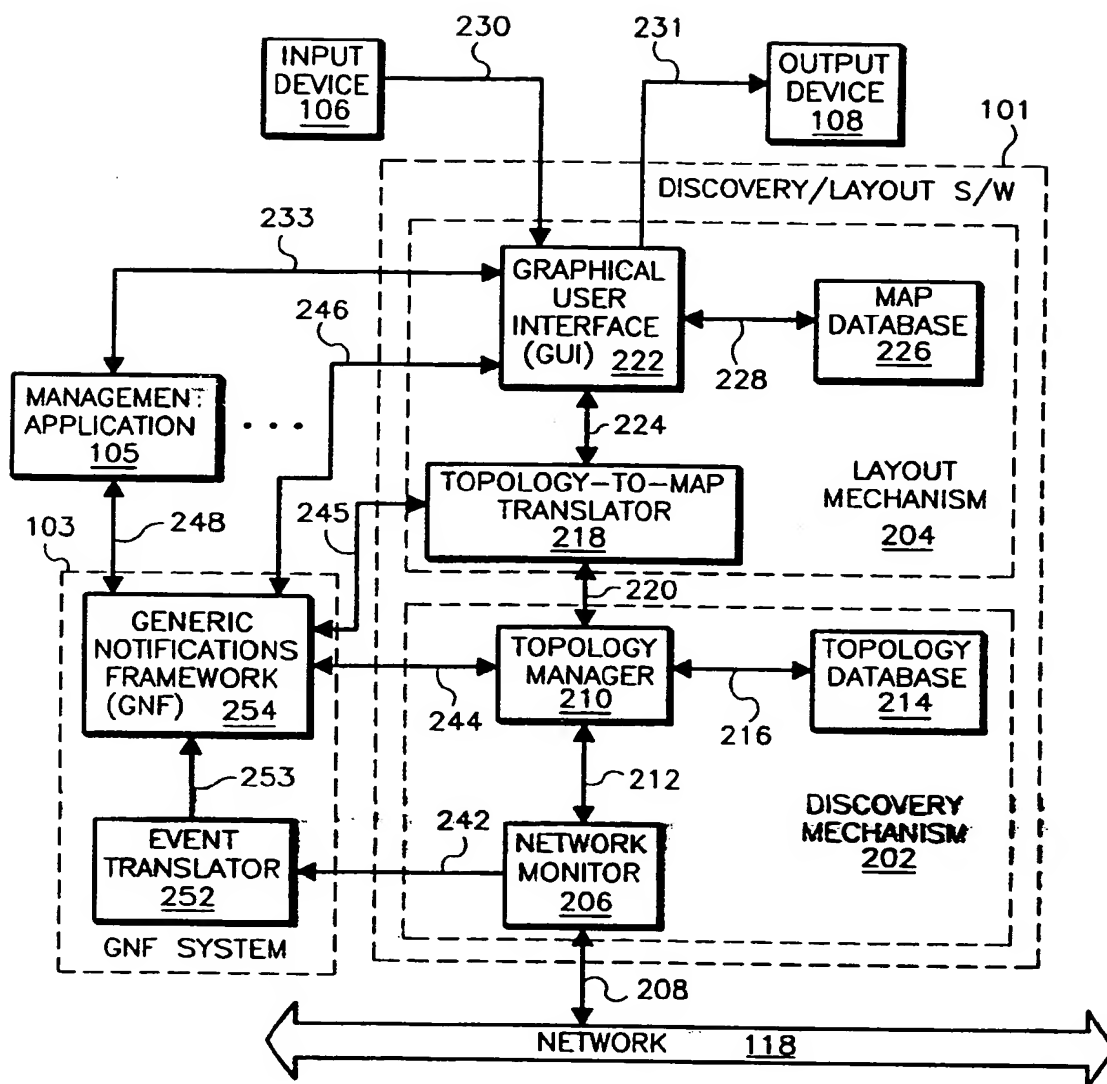 230
231
INPUT
DEVICE
106
OUTPUT
DEVICE
108
101
DISCOVERY/LAYOUT S/W
233
GRAPHICAL
USER
INTERFACE
(GUI) 222
MAP
DATABASE
226
228
246
MANAGEMENT
APPLICATION
105
. . .
224
TOPOLOGY-TO-MAP
TRANSLATOR
218
LAYOUT
MECHANISM
204
248
245
103
220
GENERIC
NOTIFICATIONS
FRAMEWORK
(GNF) 254
TOPOLOGY
MANAGER
210
TOPOLOGY
DATABASE
214
244
216
253
212
242
EVENT
TRANSLATOR
252
NETWORK
MONITOR
206
DISCOVERY
MECHANISM
202
GNF SYSTEM
208
NETWORK 118